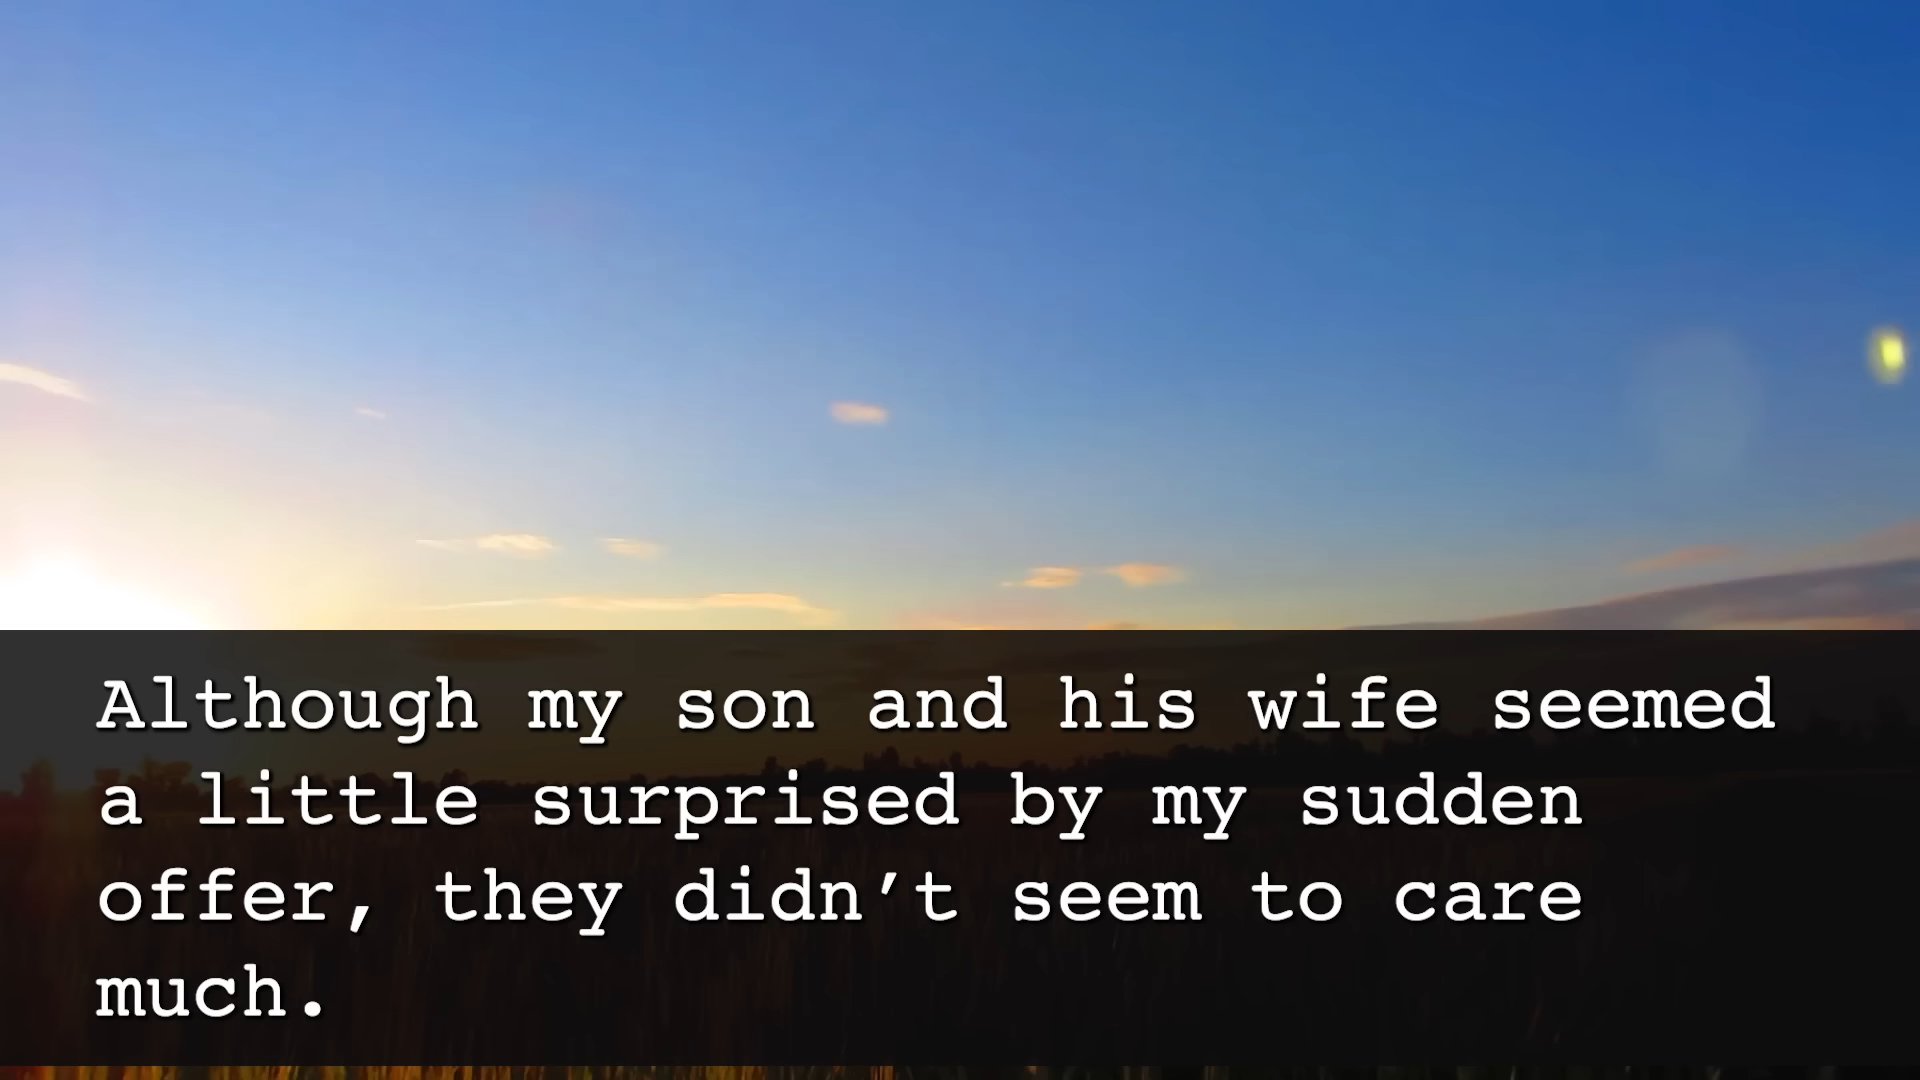 Although my son and his wife seemed
a little surprised by my sudden
offer, they didn’t seem to care
much.